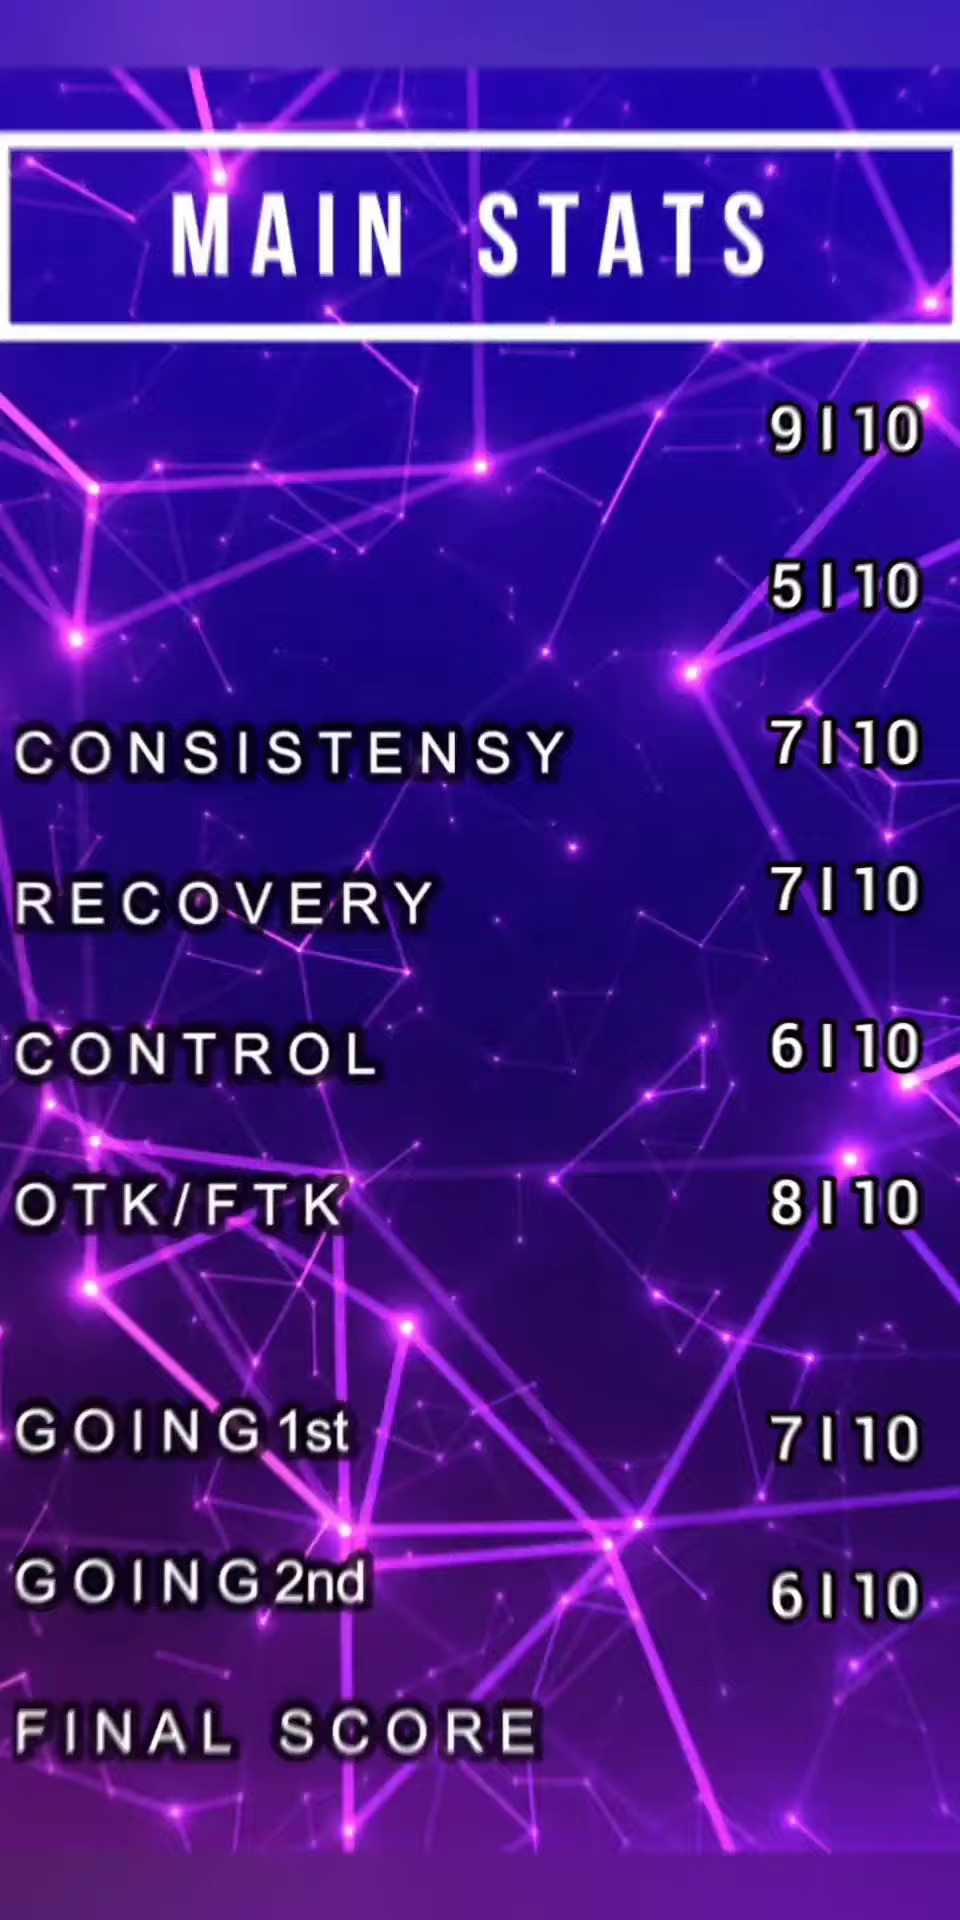 MAIN STATS
9 | 10
5 | 10
CONSISTENSY 7 | 10
RECOVERY 7 | 10
CONTROL 6 | 10
OTK/FTK 8 | 10
GOING 1st 7 | 10
GOING 2nd 6 | 10
FINAL SCORE